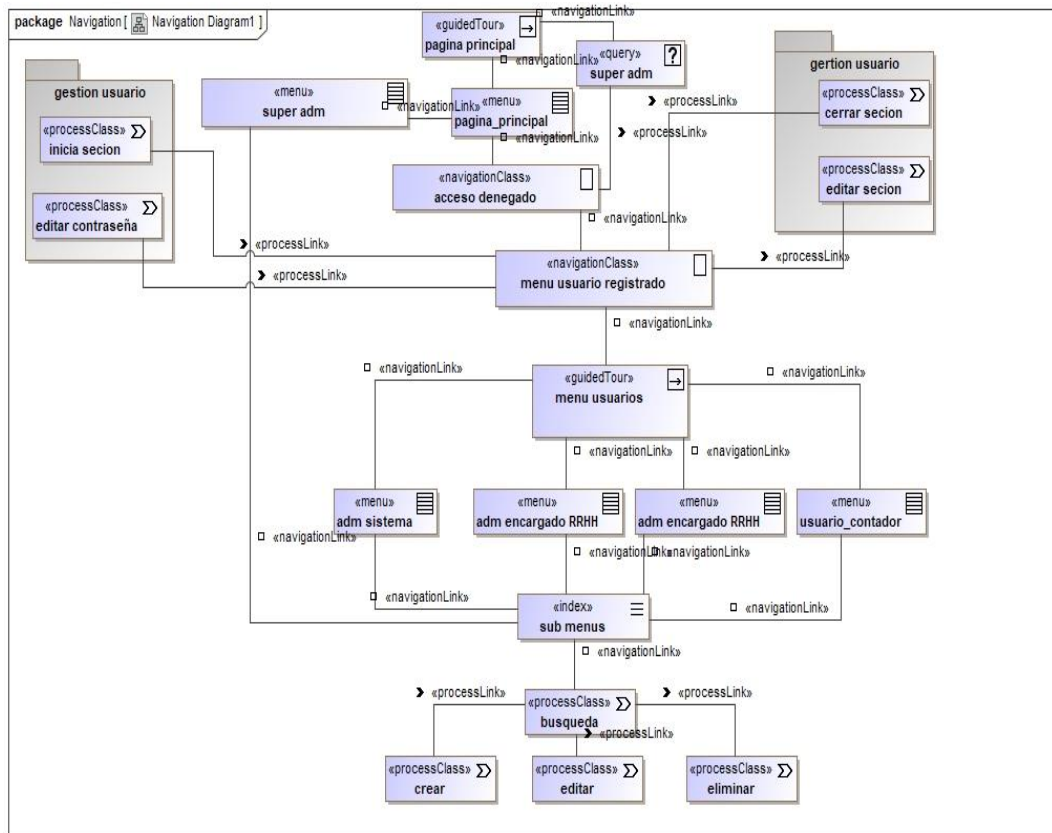 package Navigation [ Navigation Diagram1 ]
«guidedTour»
pagina principal
«navigationLink»
«query»
super adm
«navigationLink»
gestion usuario
gertion usuario
«menu»
super adm
«navigationLink»
«menu»
pagina_principal
«processLink»
«processClass»
cerrar secion
«processClass»
inicia secion
«navigationLink»
«processLink»
«navigationClass»
acceso denegado
«processClass»
editar secion
«processClass»
editar contraseña
«navigationLink»
«processLink»
«processLink»
«processLink»
«navigationClass»
menu usuario registrado
«navigationLink»
«navigationLink»
«guidedTour»
menu usuarios
«navigationLink»
«navigationLink»
«navigationLink»
«menu»
adm sistema
«menu»
adm encargado RRHH
«menu»
adm encargado RRHH
«menu»
usuario_contador
«navigationLink»
«navigationLink»
«navigationLink»
«navigationLink»
«index»
sub menus
«navigationLink»
«navigationLink»
«processLink»
«processClass»
busqueda
«processLink»
«processLink»
«processClass»
crear
«processClass»
editar
«processClass»
eliminar